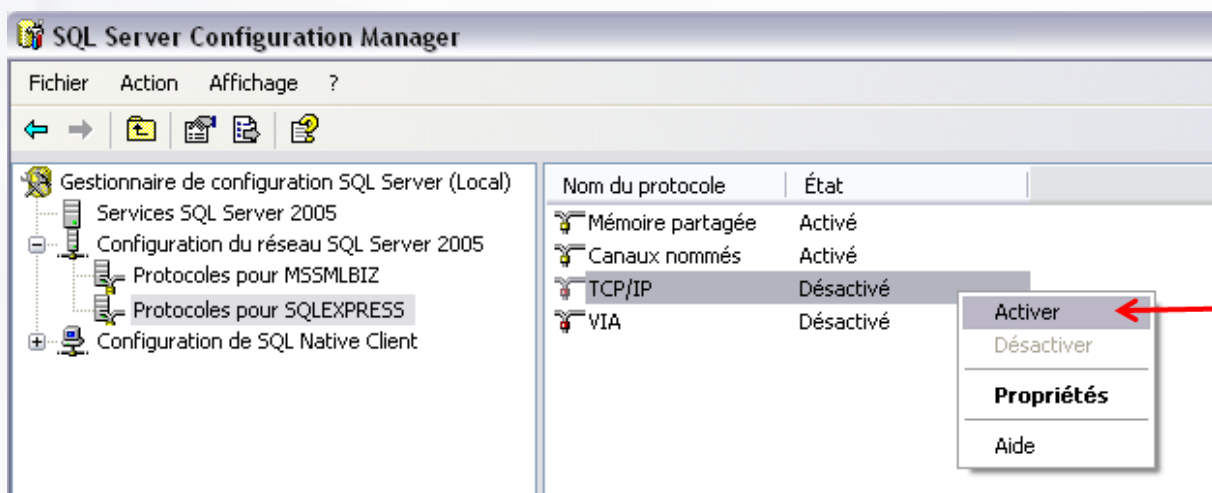 SQL Server Configuration Manager
Fichier Action Affichage ?
Gestionnaire de configuration SQL Server (Local)
Services SQL Server 2005
Configuration du réseau SQL Server 2005
Protocoles pour MSSMLBIZ
Protocoles pour SQLEXPRESS
Configuration de SQL Native Client
Nom du protocole État
Mémoire partagée Activé
Canaux nommés Activé
TCP/IP Désactivé
VIA Désactivé
Activer
Désactiver
Propriétés
Aide